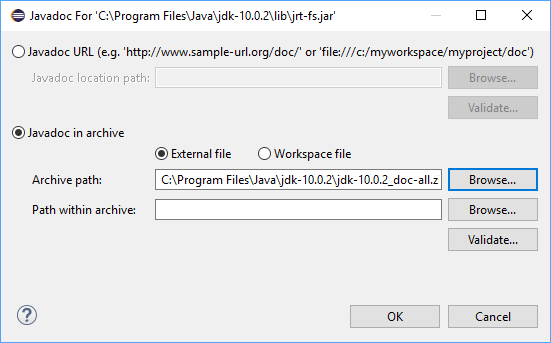 Javadoc For 'C:\Program Files\Java\jdk-10.0.2\lib\jrt-fs.jar'
Javadoc URL (e.g. 'http://www.sample-url.org/doc/' or 'file:///c:/myworkspace/myproject/doc')
Javadoc location path: Browse...
Validate...
Javadoc in archive
External file Workspace file
Archive path: C:\Program Files\Java\jdk-10.0.2\jdk-10.0.2_doc-all.z Browse...
Path within archive: Browse...
Validate...
? OK Cancel